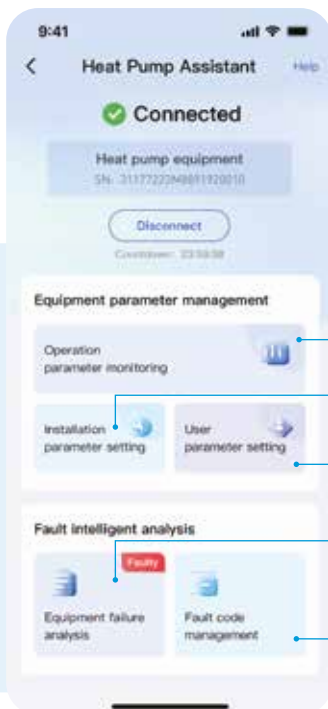 9:41
Heat Pump Assistant
Help
Connected
Heat pump equipment
Disconnect
Equipment parameter management
Operation
parameter monitoring
Installation
parameter setting
User
parameter setting
Fault intelligent analysis
Faulty
Equipment failure
analysis
Fault code
management